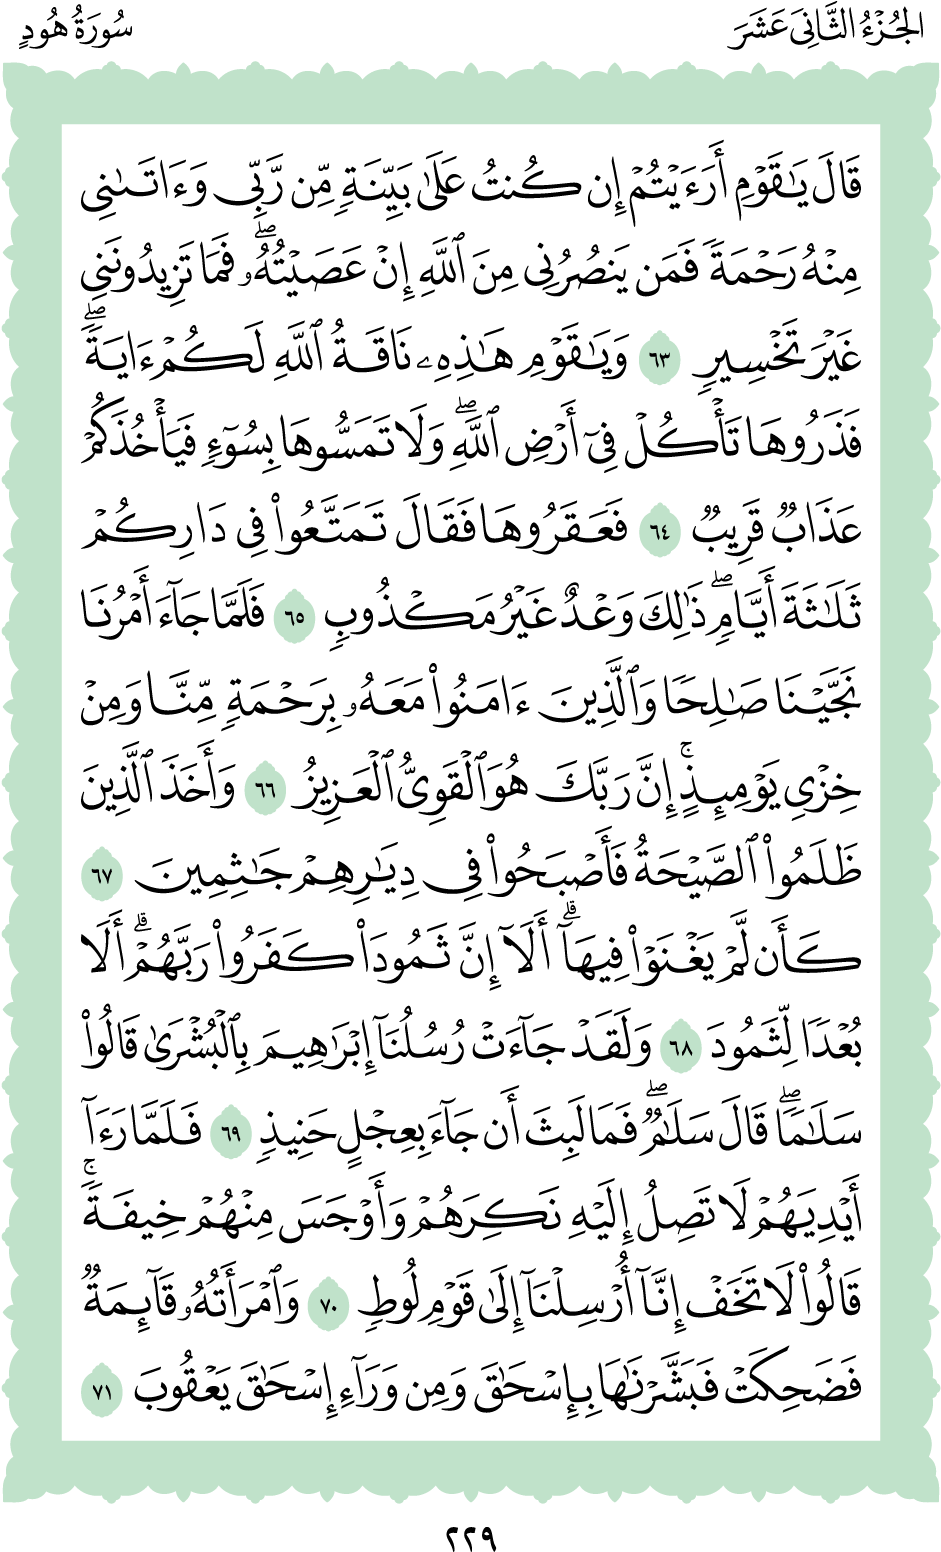 الجُزْءُ الثَّانِيَ عَشَرَ
سُورَةُ هُودٍ
قَالَ يَٰقَوْمِ أَرَءَيْتُمْ إِن كُنتُ عَلَىٰ بَيِّنَةٍ مِّن رَّبِّي وَءَاتَىٰنِي
مِنْهُ رَحْمَةً فَمَن يَنصُرُنِي مِنَ ٱللَّهِ إِنْ عَصَيْتُهُۥۖ فَمَا تَزِيدُونَنِي
غَيْرَ تَخْسِيرٍ ٦٣ وَيَٰقَوْمِ هَٰذِهِۦ نَاقَةُ ٱللَّهِ لَكُمْ ءَايَةًۖ
فَذَرُوهَا تَأْكُلْ فِيٓ أَرْضِ ٱللَّهِۖ وَلَا تَمَسُّوهَا بِسُوٓءٍ فَيَأْخُذَكُمْ
عَذَابٌ قَرِيبٌ ٦٤ فَعَقَرُوهَا فَقَالَ تَمَتَّعُوا۟ فِي دَارِكُمْ
ثَلَٰثَةَ أَيَّامٍۖ ذَٰلِكَ وَعْدٌ غَيْرُ مَكْذُوبٍ ٦٥ فَلَمَّا جَآءَ أَمْرُنَا
نَجَّيْنَا صَٰلِحًا وَٱلَّذِينَ ءَامَنُوا۟ مَعَهُۥ بِرَحْمَةٍ مِّنَّا وَمِنْ
خِزْيِ يَوْمِئِذٍۚ إِنَّ رَبَّكَ هُوَ ٱلْقَوِيُّ ٱلْعَزِيزُ ٦٦ وَأَخَذَ ٱلَّذِينَ
ظَلَمُوا۟ ٱلصَّيْحَةُ فَأَصْبَحُوا۟ فِي دِيَٰرِهِمْ جَٰثِمِينَ ٦٧
كَأَن لَّمْ يَغْنَوْا۟ فِيهَآۗ أَلَآ إِنَّ ثَمُودَا۟ كَفَرُوا۟ رَبَّهُمْۗ أَلَا
بُعْدًا لِّثَمُودَ ٦٨ وَلَقَدْ جَآءَتْ رُسُلُنَآ إِبْرَٰهِيمَ بِٱلْبُشْرَىٰ قَالُوا۟
سَلَٰمًاۖ قَالَ سَلَٰمٌۖ فَمَا لَبِثَ أَن جَآءَ بِعِجْلٍ حَنِيذٍ ٦٩ فَلَمَّا رَءَآ
أَيْدِيَهُمْ لَا تَصِلُ إِلَيْهِ نَكِرَهُمْ وَأَوْجَسَ مِنْهُمْ خِيفَةًۚ
قَالُوا۟ لَا تَخَفْ إِنَّآ أُرْسِلْنَآ إِلَىٰ قَوْمِ لُوطٍ ٧٠ وَٱمْرَأَتُهُۥ قَآئِمَةٌ
فَضَحِكَتْ فَبَشَّرْنَٰهَا بِإِسْحَٰقَ وَمِن وَرَآءِ إِسْحَٰقَ يَعْقُوبَ ٧١
٢٢٩